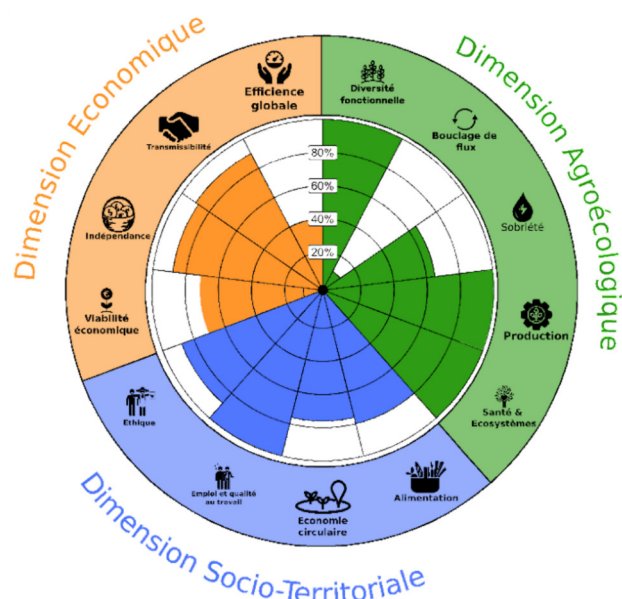 Dimension Economique
Dimension Agroécologique
Dimension Socio-Territoriale
Efficience
globale
Diversité
fonctionnelle
Bouclage de
flux
Sobriété
Production
Santé &
Ecosystèmes
Alimentation
Economie
circulaire
Emploi et qualité
au travail
Ethique
Viabilité
économique
Indépendance
Transmissibilité
80%
60%
40%
20%